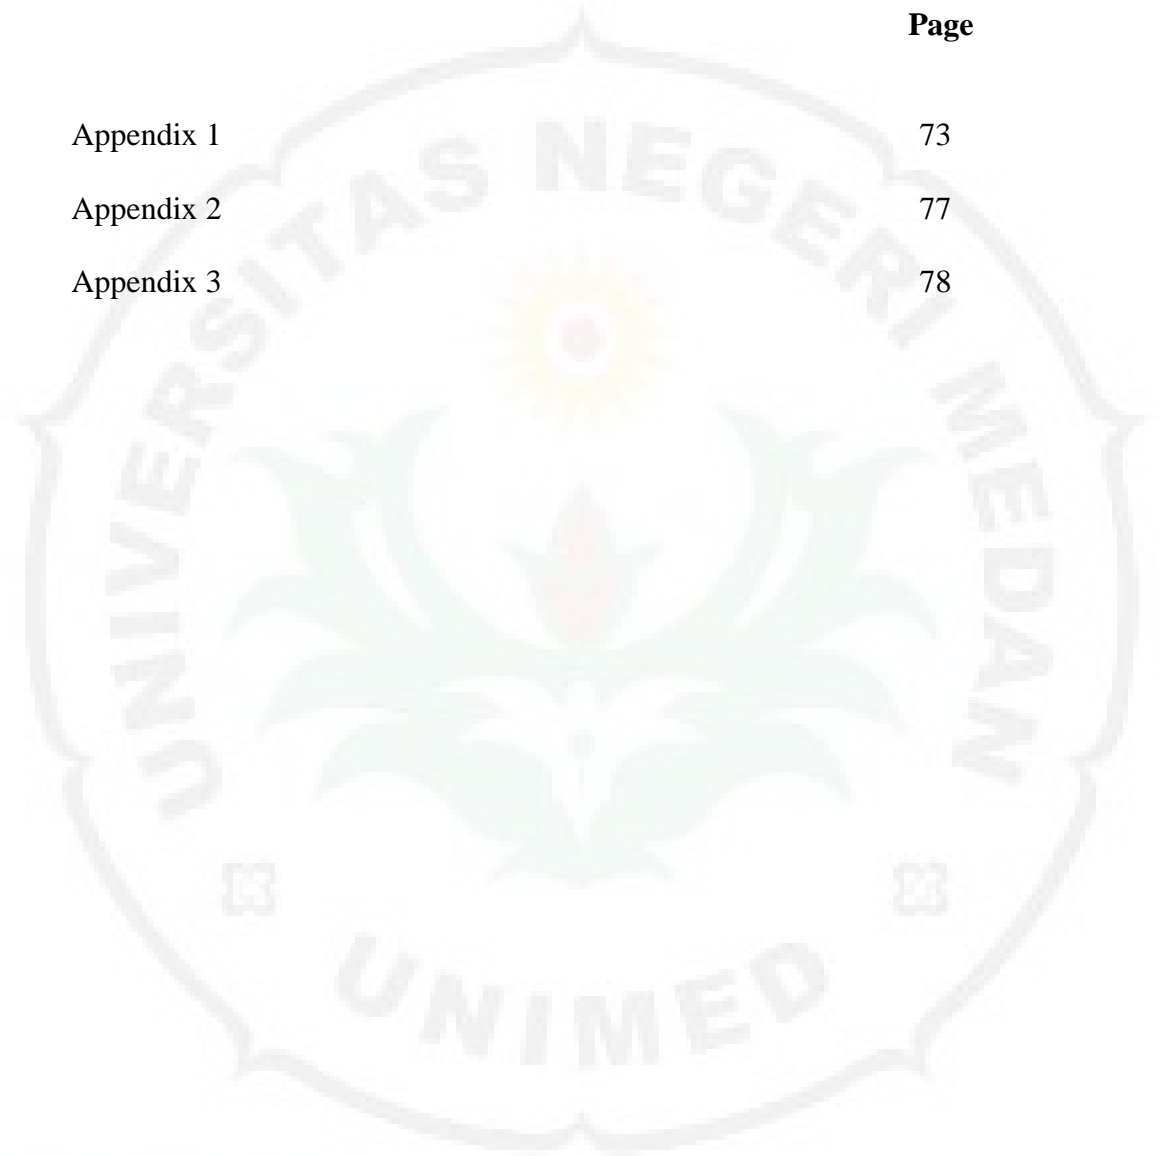 Page
Appendix 1 73
Appendix 2 77
Appendix 3 78
UNIVERSITAS NEGERI MEDAN
UNIMED